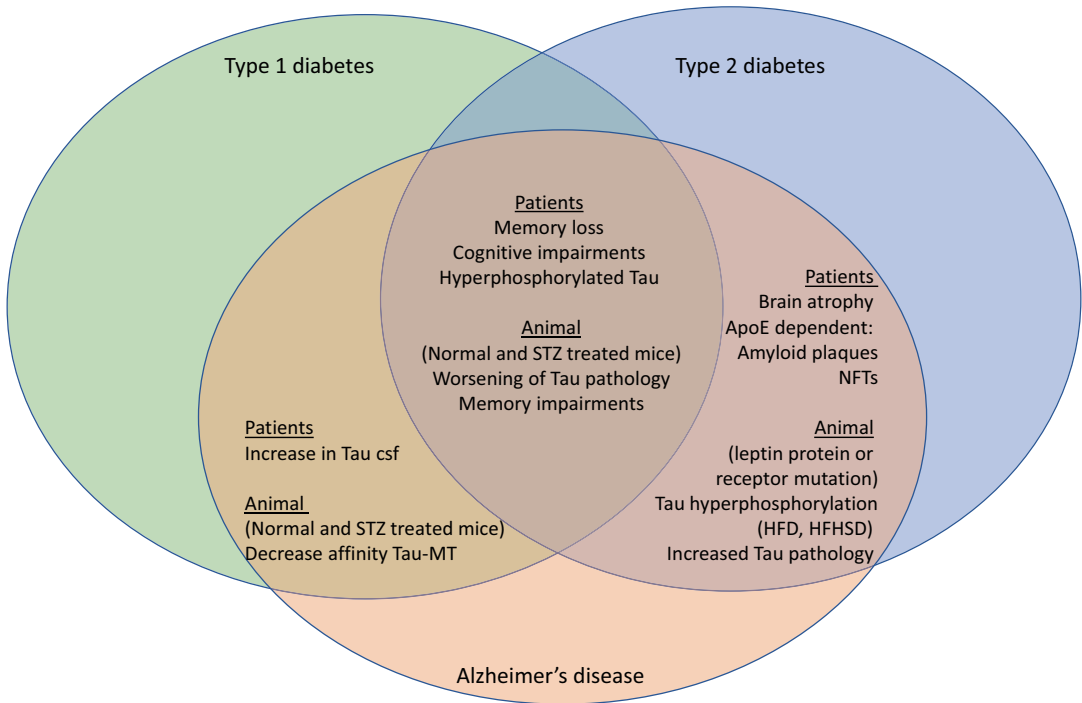 Type 1 diabetes
Type 2 diabetes
Patients
Memory loss
Cognitive impairments
Hyperphosphorylated Tau
Animal
(Normal and STZ treated mice)
Worsening of Tau pathology
Memory impairments
Patients
Brain atrophy
ApoE dependent:
Amyloid plaques
NFTs
Animal
(leptin protein or
receptor mutation)
Tau hyperphosphorylation
(HFD, HFHSD)
Increased Tau pathology
Patients
Increase in Tau csf
Animal
(Normal and STZ treated mice)
Decrease affinity Tau-MT
Alzheimer’s disease